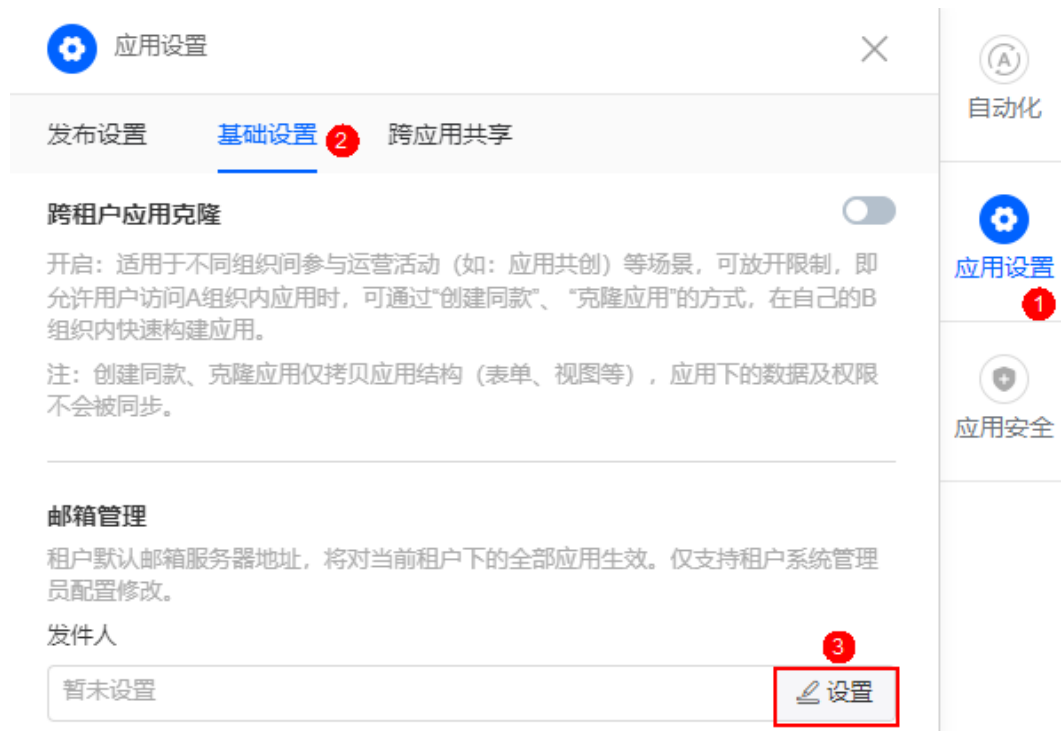 应用设置
发布设置 基础设置 2 跨应用共享
跨租户应用克隆
开启：适用于不同组织间参与运营活动（如：应用共创）等场景，可放开限制，即
允许用户访问A组织内应用时，可通过“创建同款”、“克隆应用”的方式，在自己的B
组织内快速构建应用。
注：创建同款、克隆应用仅拷贝应用结构（表单、视图等），应用下的数据及权限
不会被同步。
邮箱管理
租户默认邮箱服务器地址，将对当前租户下的全部应用生效。仅支持租户系统管理
员配置修改。
发件人
3
暂未设置 设置
A
自动化
应用设置
1
应用安全